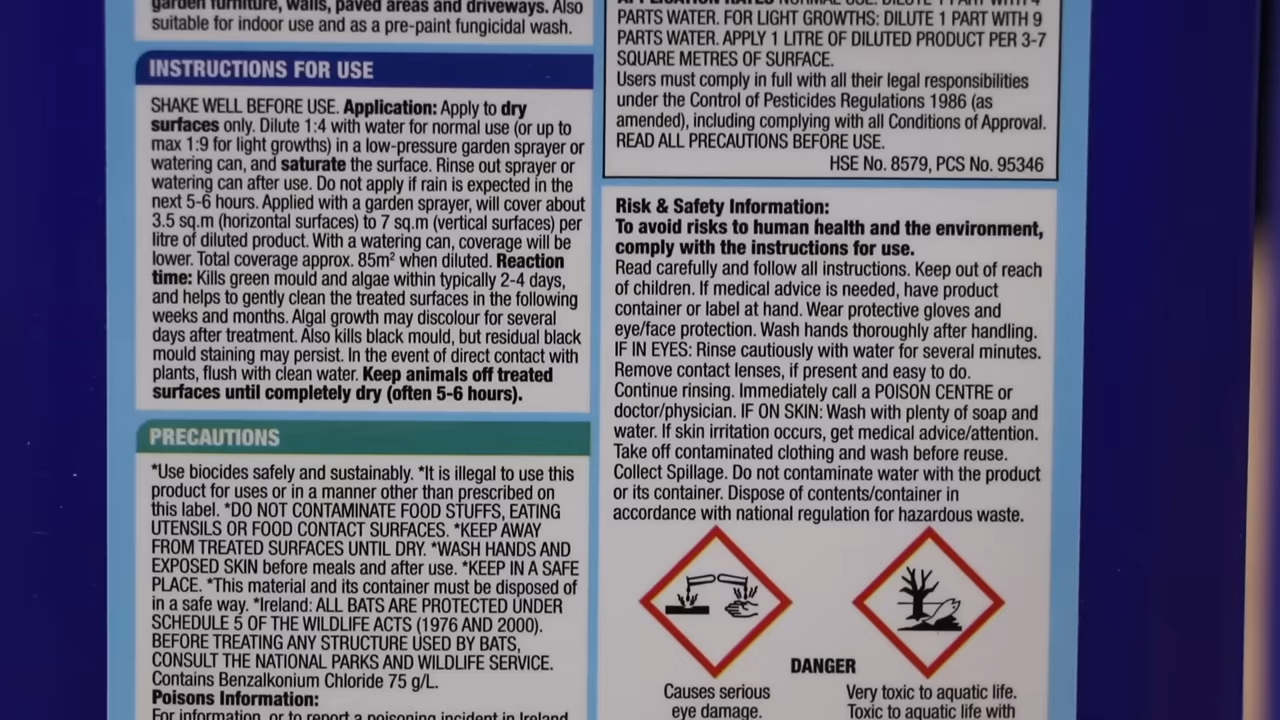 garden furniture, walls, paved areas and driveways. Also
suitable for indoor use and as a pre-paint fungicidal wash.
INSTRUCTIONS FOR USE
SHAKE WELL BEFORE USE. Application: Apply to dry
surfaces only. Dilute 1:4 with water for normal use (or up to
max 1:9 for light growths) in a low-pressure garden sprayer or
watering can, and saturate the surface. Rinse out sprayer or
watering can after use. Do not apply if rain is expected in the
next 5-6 hours. Applied with a garden sprayer, will cover about
3.5 sq.m (horizontal surfaces) to 7 sq.m (vertical surfaces) per
litre of diluted product. With a watering can, coverage will be
lower. Total coverage approx. 85m² when diluted. Reaction
time: Kills green mould and algae within typically 2-4 days,
and helps to gently clean the treated surfaces in the following
weeks and months. Algal growth may discolour for several
days after treatment. Also kills black mould, but residual black
mould staining may persist. In the event of direct contact with
plants, flush with clean water. Keep animals off treated
surfaces until completely dry (often 5-6 hours).
PRECAUTIONS
*Use biocides safely and sustainably. *It is illegal to use this
product for uses or in a manner other than prescribed on
this label. *DO NOT CONTAMINATE FOOD STUFFS, EATING
UTENSILS OR FOOD CONTACT SURFACES. *KEEP AWAY
FROM TREATED SURFACES UNTIL DRY. *WASH HANDS AND
EXPOSED SKIN before meals and after use. *KEEP IN A SAFE
PLACE. *This material and its container must be disposed of
in a safe way. *Ireland: ALL BATS ARE PROTECTED UNDER
SCHEDULE 5 OF THE WILDLIFE ACTS (1976 AND 2000).
BEFORE TREATING ANY STRUCTURE USED BY BATS,
CONSULT THE NATIONAL PARKS AND WILDLIFE SERVICE.
Contains Benzalkonium Chloride 75 g/L.
Poisons Information:
For information, or to report a poisoning incident in Ireland
APPLICATION RATES NORMAL USE: DILUTE 1 PART WITH 4
PARTS WATER. FOR LIGHT GROWTHS: DILUTE 1 PART WITH 9
PARTS WATER. APPLY 1 LITRE OF DILUTED PRODUCT PER 3-7
SQUARE METRES OF SURFACE.
Users must comply in full with all their legal responsibilities
under the Control of Pesticides Regulations 1986 (as
amended), including complying with all Conditions of Approval.
READ ALL PRECAUTIONS BEFORE USE.
HSE No. 8579, PCS No. 95346
Risk & Safety Information:
To avoid risks to human health and the environment,
comply with the instructions for use.
Read carefully and follow all instructions. Keep out of reach
of children. If medical advice is needed, have product
container or label at hand. Wear protective gloves and
eye/face protection. Wash hands thoroughly after handling.
IF IN EYES: Rinse cautiously with water for several minutes.
Remove contact lenses, if present and easy to do.
Continue rinsing. Immediately call a POISON CENTRE or
doctor/physician. IF ON SKIN: Wash with plenty of soap and
water. If skin irritation occurs, get medical advice/attention.
Take off contaminated clothing and wash before reuse.
Collect Spillage. Do not contaminate water with the product
or its container. Dispose of contents/container in
accordance with national regulation for hazardous waste.
DANGER
Causes serious
eye damage.
Very toxic to aquatic life.
Toxic to aquatic life with